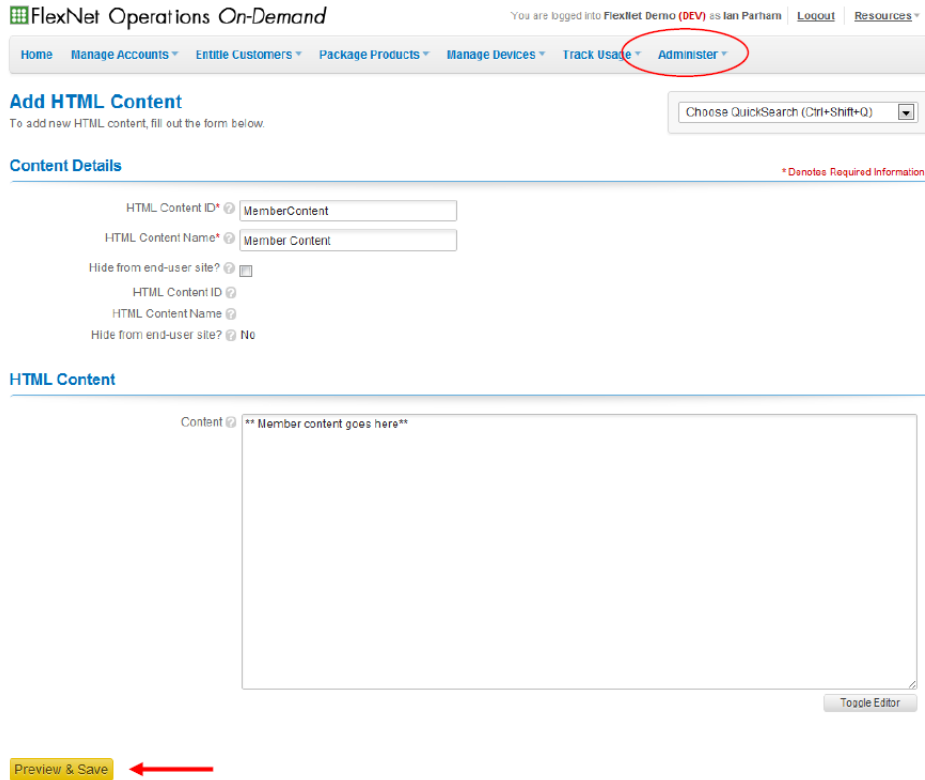 FlexNet Operations On-Demand
You are logged into FlexNet Demo (DEV) as Ian Parham Logout Resources
Home Manage Accounts Entitle Customers Package Products Manage Devices Track Usage Administer
Add HTML Content
To add new HTML content, fill out the form below.
Choose QuickSearch (Ctrl+Shift+Q)
Content Details
* Denotes Required Information
HTML Content ID* ? MemberContent
HTML Content Name* ? Member Content
Hide from end-user site? ?
HTML Content ID ?
HTML Content Name ?
Hide from end-user site? ? No
HTML Content
Content ? ** Member content goes here**
Toggle Editor
Preview & Save